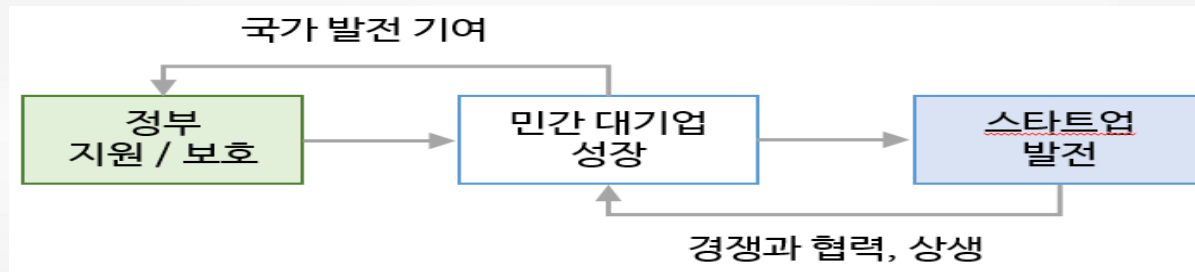 국가 발전 기여
정부
지원 / 보호
민간 대기업
성장
스타트업
발전
경쟁과 협력, 상생